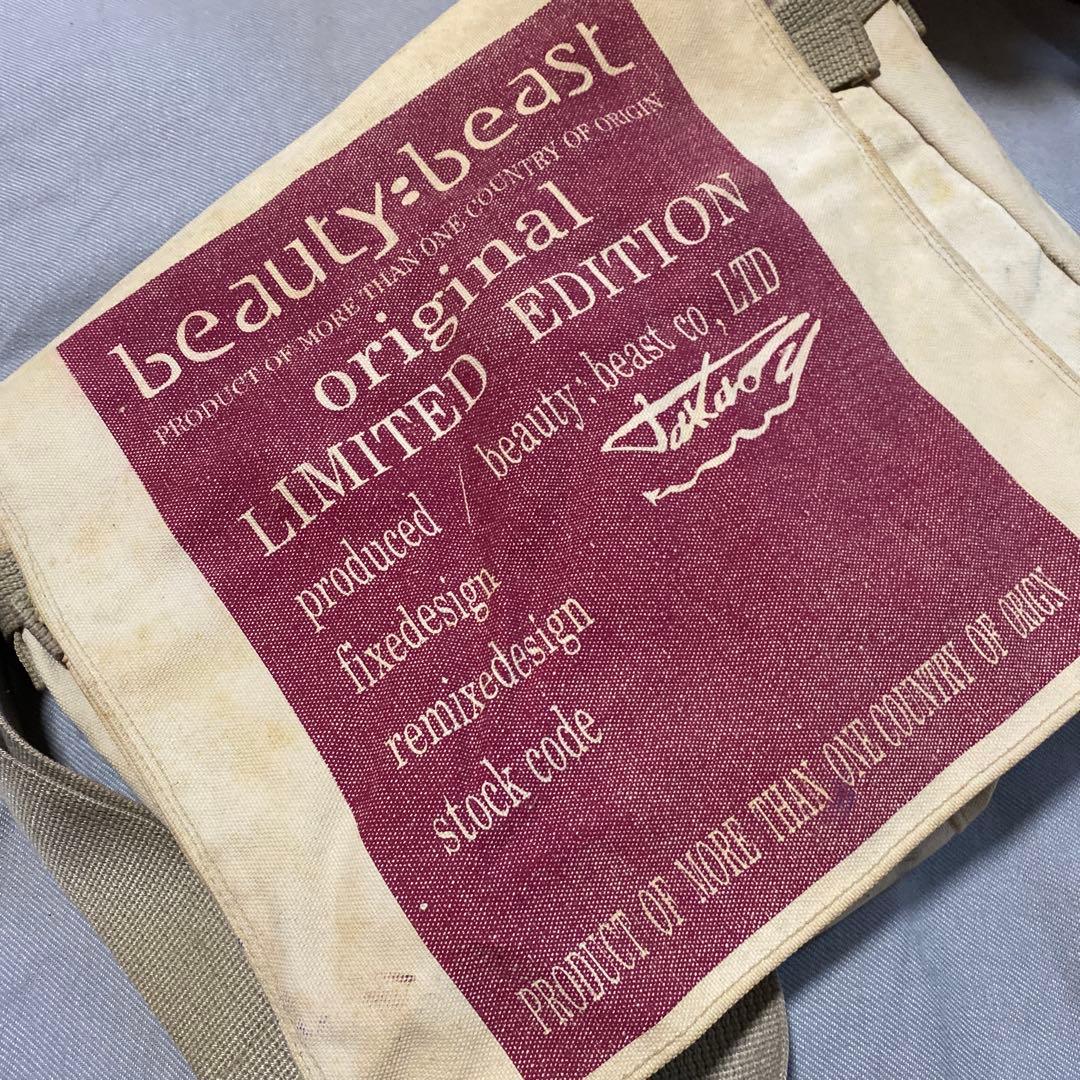 beauty:beast
PRODUCT OF MORE THAN ONE COUNTRY OF ORIGIN
original
LIMITED EDITION
produced / beauty:beast co,LTD
fixedesign
remixedesign
stock code
PRODUCT OF MORE THAN ONE COUNTRY OF ORIGN